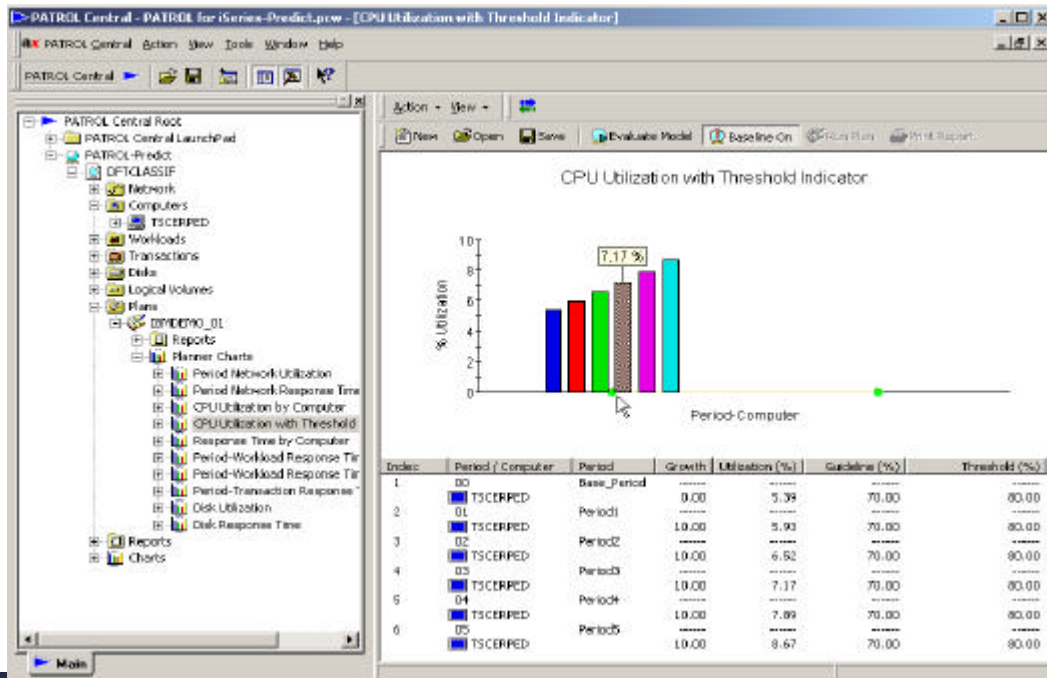 PATROL Central - PATROL for iSeries-Predict.pcw - [CPU Utilization with Threshold Indicator]
PATROL Central Action View Tools Window Help
PATROL Central
PATROL Central Root
PATROL Central LaunchPad
PATROL-Predict
DFTCLASSIF
Network
Computers
TSCERPED
Workloads
Transactions
Disks
Logical Volumes
Plans
IBMDEMO_01
Reports
Planner Charts
Period Network Utilization
Period Network Response Time
CPU Utilization by Computer
CPU Utilization with Threshold
Response Time by Computer
Period-Workload Response Tir
Period-Workload Response Tir
Period-Transaction Response
Disk Utilization
Disk Response Time
Reports
Charts
Main
Action View
New Open Save Evaluate Model Baseline On Run Plan Print Report...
CPU Utilization with Threshold Indicator
% Utilization
10
8
6
4
2
0
7.17 %
Period-Computer
Index Period / Computer Period Growth Utilization (%) Guideline (%) Threshold (%)
1 00 Base_Period ------ ------ ------ ------
TSCERPED 0.00 5.39 70.00 80.00
2 01 Period1 ------ ------ ------ ------
TSCERPED 10.00 5.93 70.00 80.00
3 02 Period2 ------ ------ ------ ------
TSCERPED 10.00 6.52 70.00 80.00
4 03 Period3 ------ ------ ------ ------
TSCERPED 10.00 7.17 70.00 80.00
5 04 Period4 ------ ------ ------ ------
TSCERPED 10.00 7.89 70.00 80.00
6 05 Period5 ------ ------ ------ ------
TSCERPED 10.00 8.67 70.00 80.00